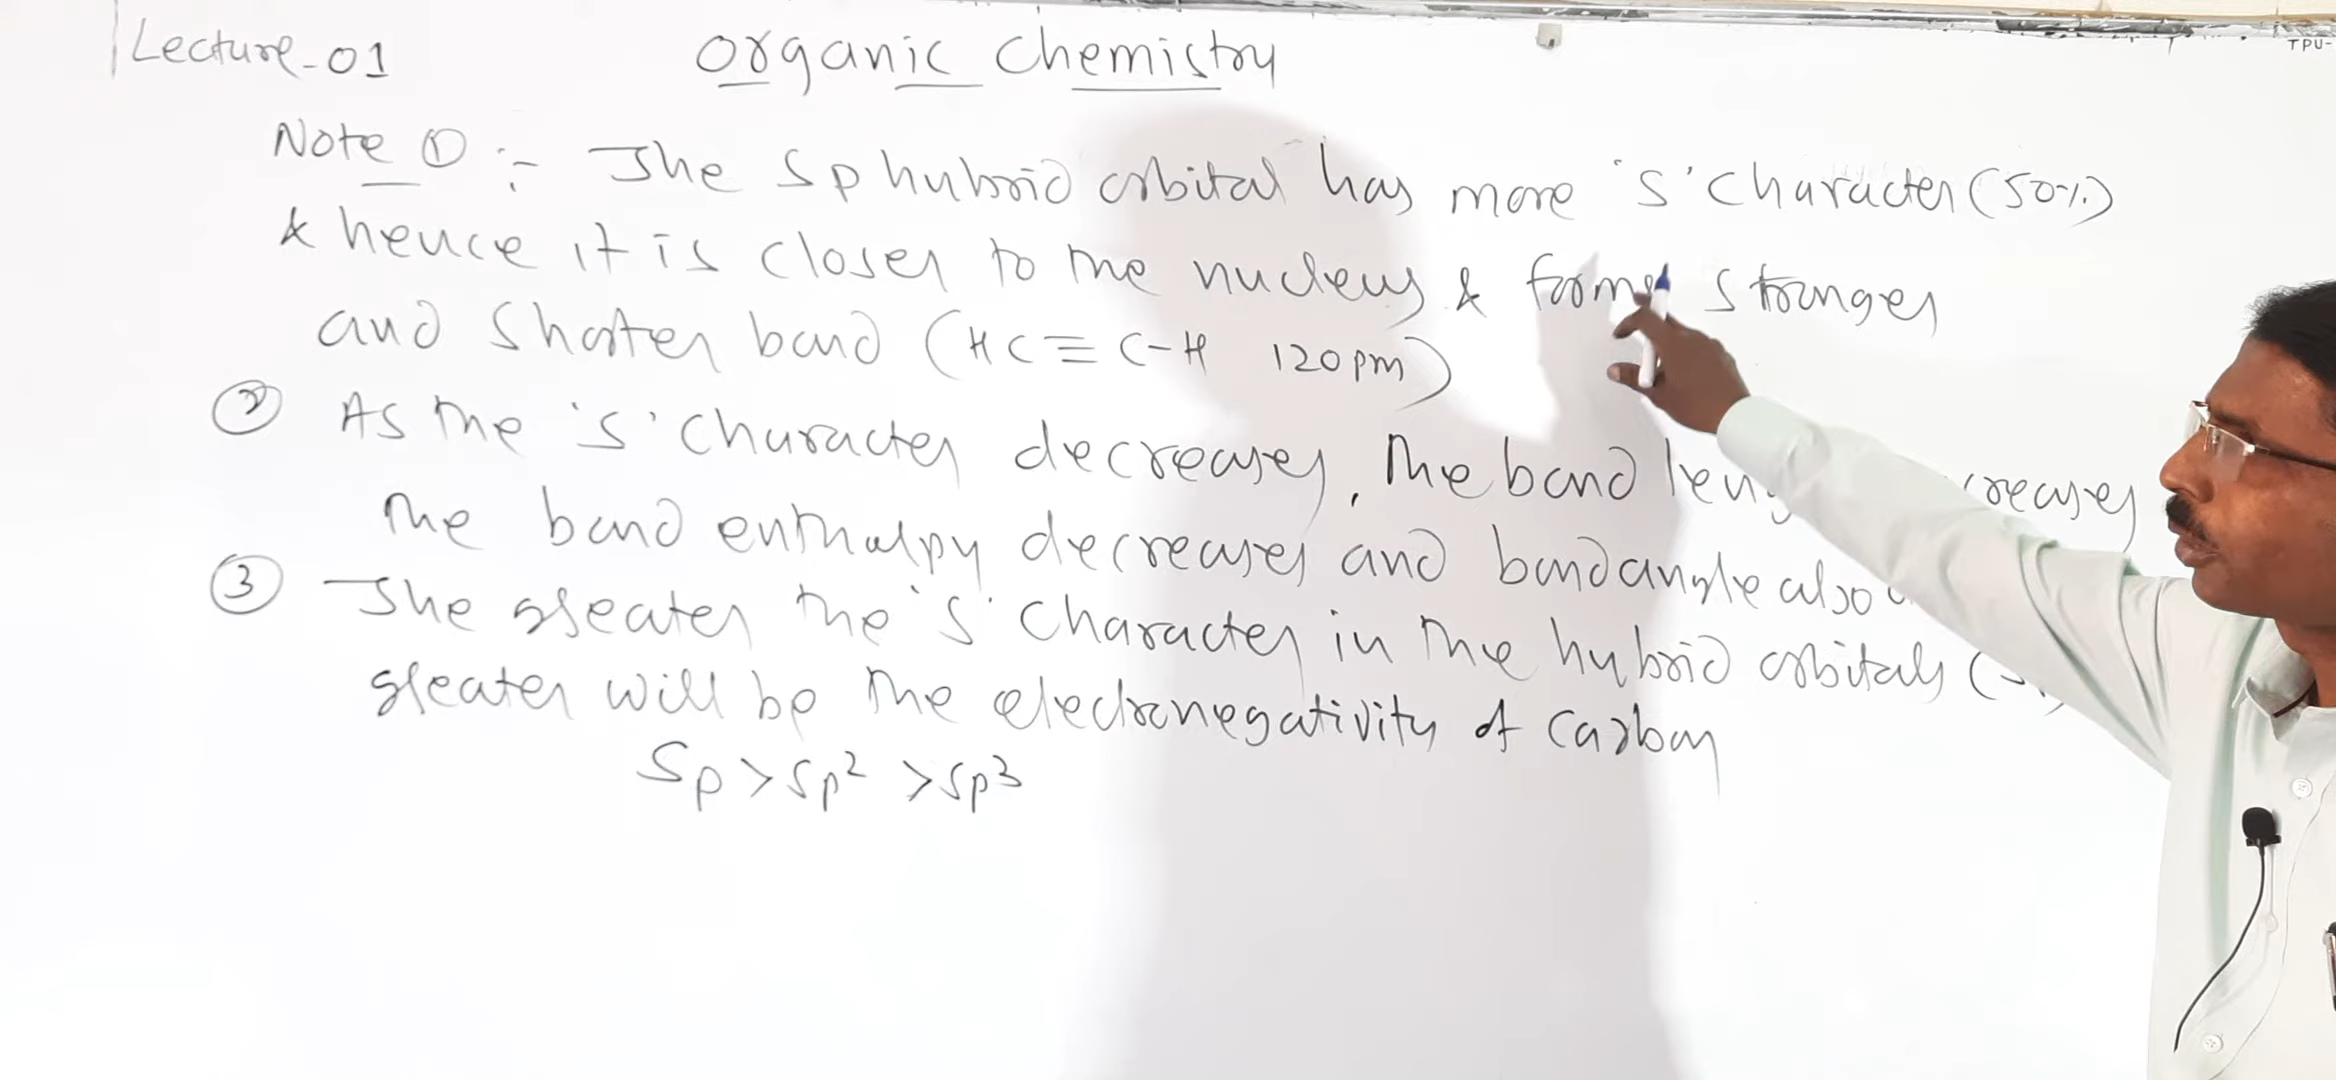 Lecture-01
Organic Chemistry
TPU-
Note ① :- The Sp hybrid orbital has more 's' character (50%)
& hence it is closer to the nucleus & forms stronger
and shorter bond (HC≡C-H 120pm)
② As the 's' character decreases, the bond creases
the bond enthalpy decreases and bond angle also
③ The greater the 's' character in the hybrid orbitals
greater will be the electronegativity of carbon
Sp > Sp² > Sp³